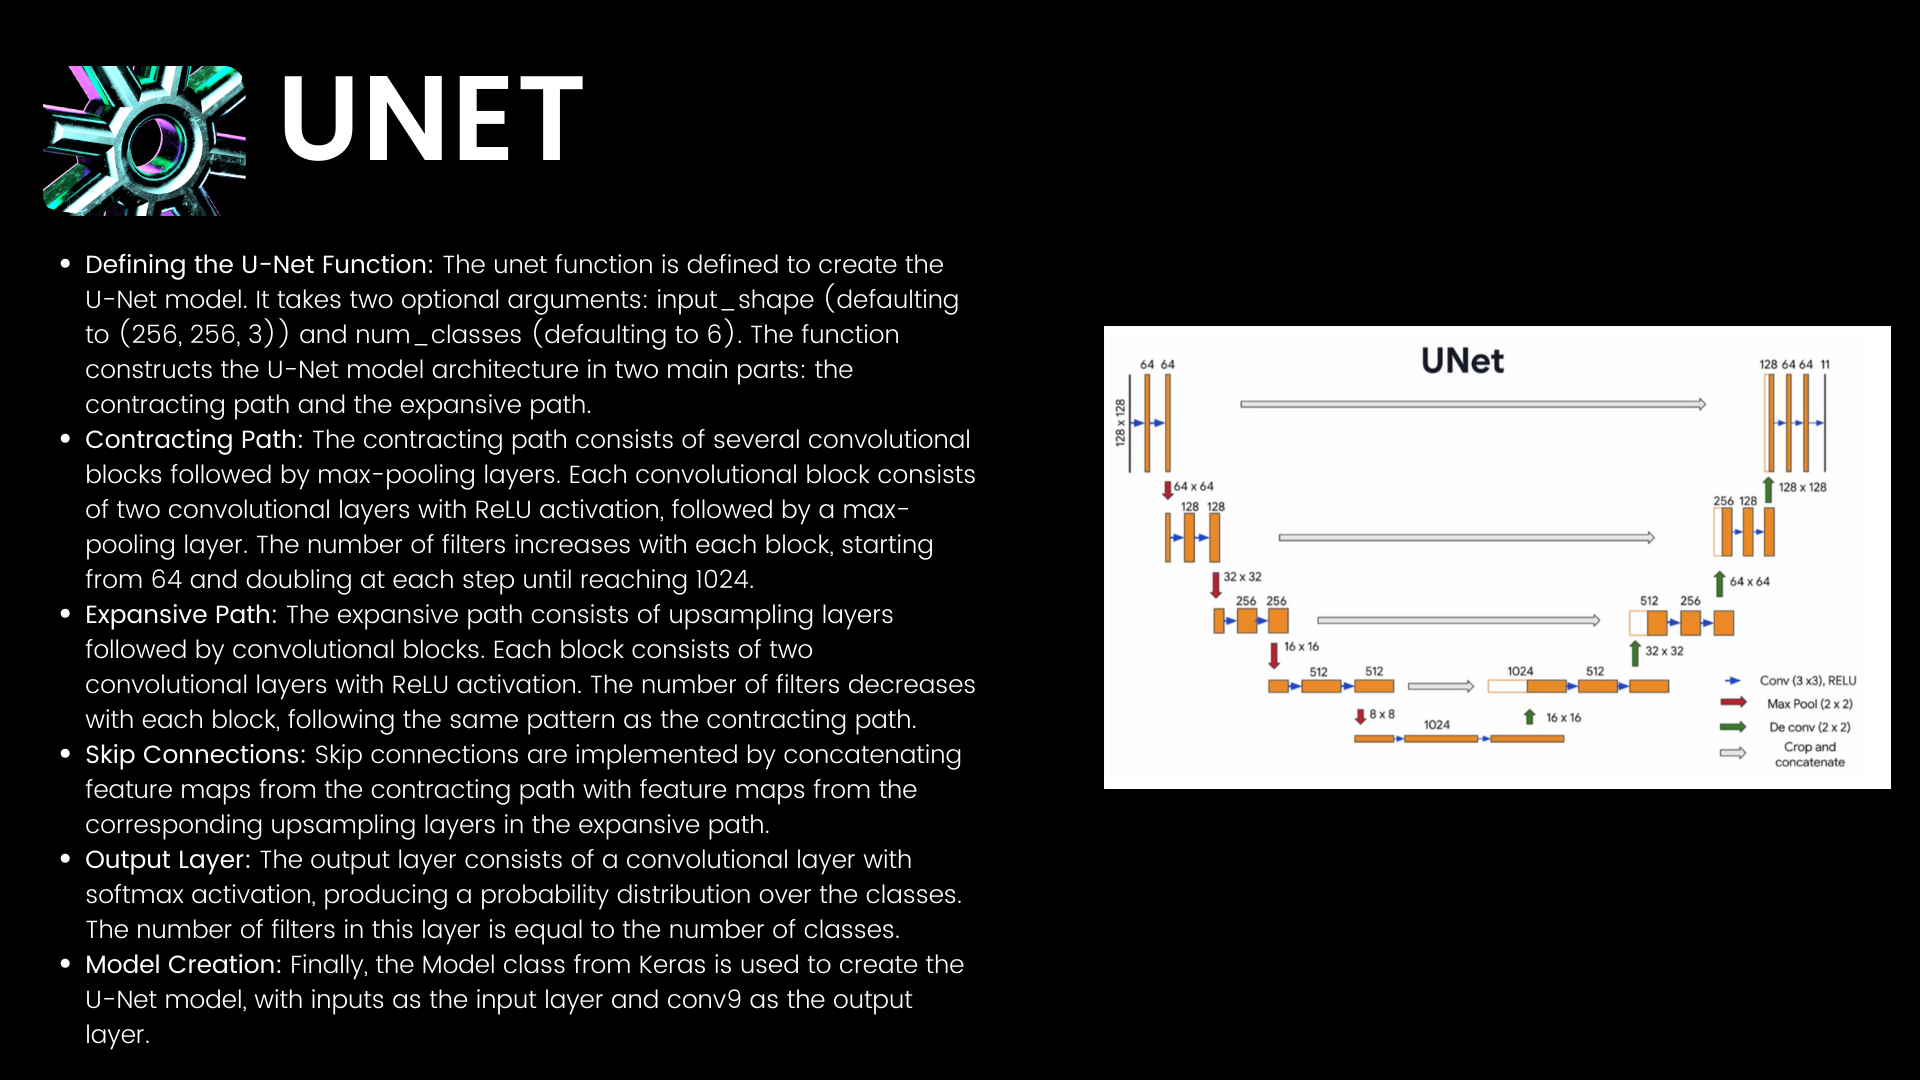 UNET
• Defining the U-Net Function: The unet function is defined to create the
U-Net model. It takes two optional arguments: input_shape (defaulting
to (256, 256, 3)) and num_classes (defaulting to 6). The function
constructs the U-Net model architecture in two main parts: the
contracting path and the expansive path.
• Contracting Path: The contracting path consists of several convolutional
blocks followed by max-pooling layers. Each convolutional block consists
of two convolutional layers with ReLU activation, followed by a max-
pooling layer. The number of filters increases with each block, starting
from 64 and doubling at each step until reaching 1024.
• Expansive Path: The expansive path consists of upsampling layers
followed by convolutional blocks. Each block consists of two
convolutional layers with ReLU activation. The number of filters decreases
with each block, following the same pattern as the contracting path.
• Skip Connections: Skip connections are implemented by concatenating
feature maps from the contracting path with feature maps from the
corresponding upsampling layers in the expansive path.
• Output Layer: The output layer consists of a convolutional layer with
softmax activation, producing a probability distribution over the classes.
The number of filters in this layer is equal to the number of classes.
• Model Creation: Finally, the Model class from Keras is used to create the
U-Net model, with inputs as the input layer and conv9 as the output
layer.
UNet
64 64
128 64 64 11
128 x 128
64 x 64
128 x 128
128 128
256 128
32 x 32
64 x 64
256 256
512 256
16 x 16
32 x 32
512 512
1024 512
8 x 8
16 x 16
1024
Conv (3 x3), RELU
Max Pool (2 x 2)
De conv (2 x 2)
Crop and
concatenate